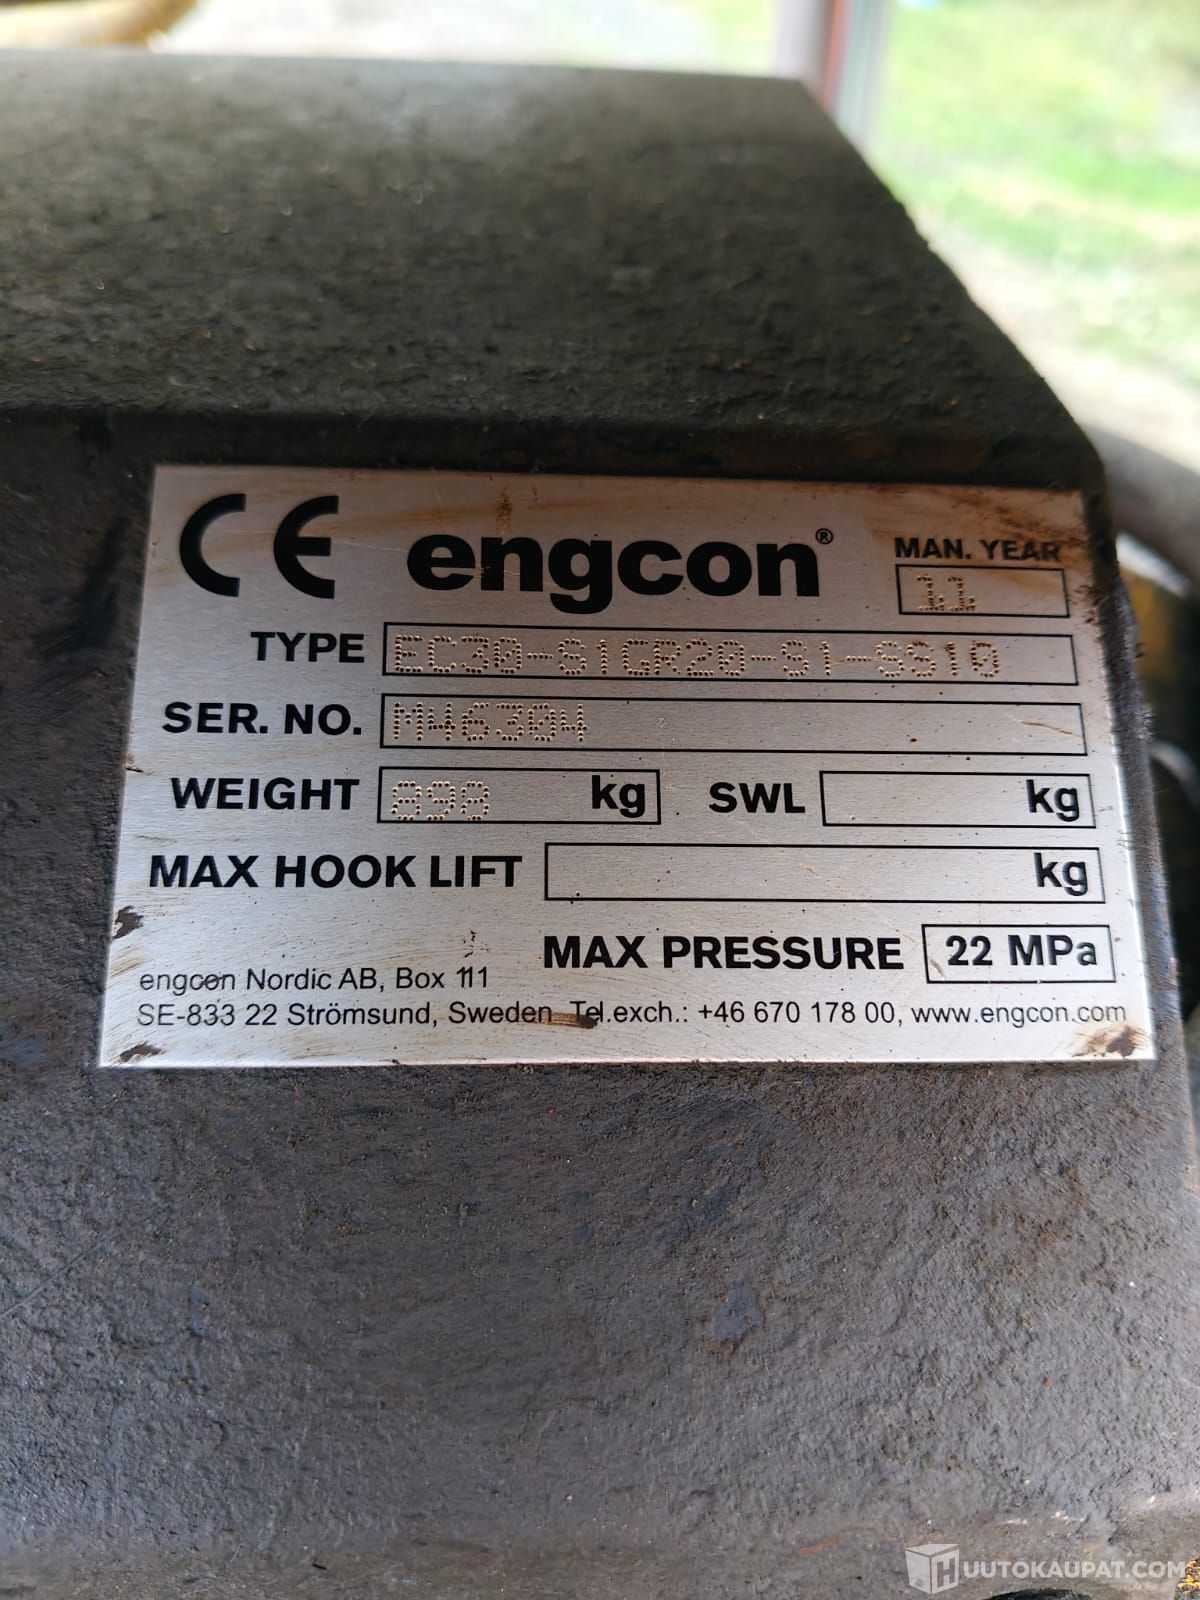 CE engcon® MAN. YEAR
11
TYPE EC30-S1GR20-S1-SS10
SER. NO. M46304
WEIGHT 898 kg SWL kg
MAX HOOK LIFT kg
MAX PRESSURE 22 MPa
engcon Nordic AB, Box 111
SE-833 22 Strömsund, Sweden Tel.exch.: +46 670 178 00, www.engcon.com
HUUTOKAUPAT.COM